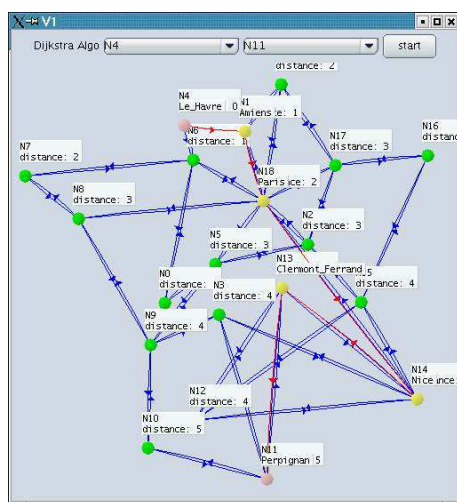 V1
Dijkstra Algo N4 N11 start
distance: 2
N4
Le_Havre 0
N1
Amiens: 1
N6
distance: 1
N17
distance: 3
N16
distance: 2
N7
distance: 2
N18
Paris: 2
N8
distance: 3
N2
distance: 3
N5
distance: 3
N13
Clermont_Ferrand
N0
distance: 4
N3
distance: 4
distance: 4
N9
distance: 4
N14
Nice
N12
distance: 4
N10
distance: 5
N11
Perpignan 5